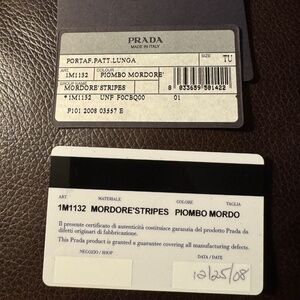 PRADA
MADE IN ITALY
PORTAF.PATT.LUNGA SIZE TU
ART. COLOUR
1M1132 PIOMBO MORDORE'
MORDORE'STRIPES 8 033659 581422
*1M1132 UNF F0CBQ00 01
P101 2008 03557 E
ART. MATERIALE COLORE TAGLIA
1M1132 MORDORE'STRIPES PIOMBO MORDO
Il presente certificato di autenticità costituisce garanzia del prodotto Prada da
difetti originari di fabbricazione.
This Prada product is granted a guarantee covering all manufacturing defects.
NEGOZIO / SHOP DATA / DATE
12/25/08